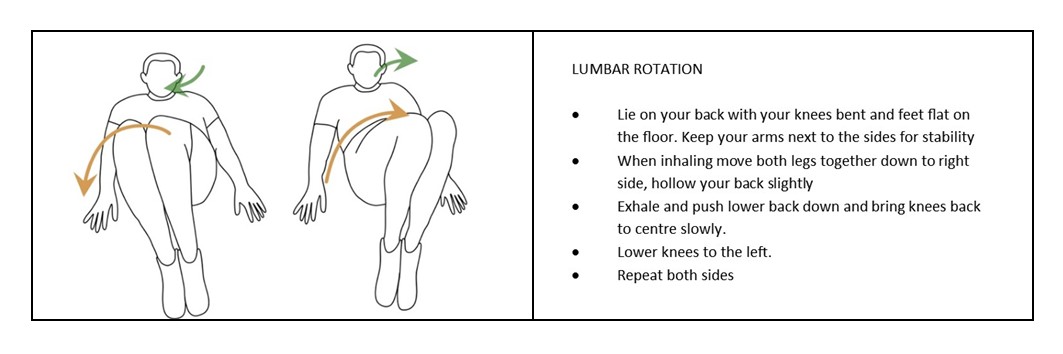 LUMBAR ROTATION
• Lie on your back with your knees bent and feet flat on
the floor. Keep your arms next to the sides for stability
• When inhaling move both legs together down to right
side, hollow your back slightly
• Exhale and push lower back down and bring knees back
to centre slowly.
• Lower knees to the left.
• Repeat both sides